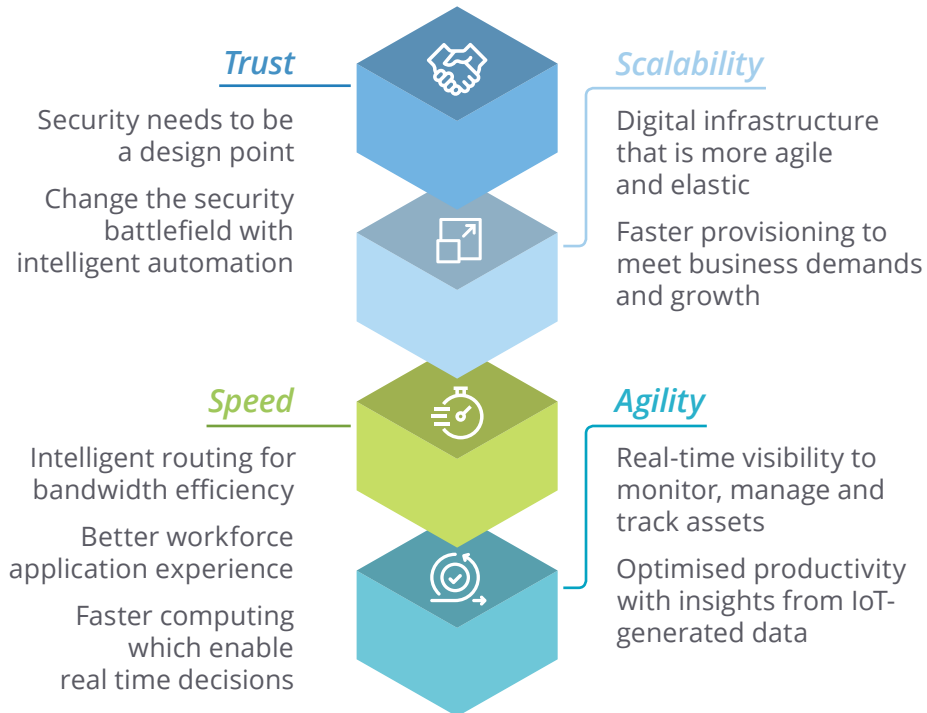 Trust
Security needs to be
a design point
Change the security
battlefield with
intelligent automation
Scalability
Digital infrastructure
that is more agile
and elastic
Faster provisioning to
meet business demands
and growth
Speed
Intelligent routing for
bandwidth efficiency
Better workforce
application experience
Faster computing
which enable
real time decisions
Agility
Real-time visibility to
monitor, manage and
track assets
Optimised productivity
with insights from IoT-
generated data